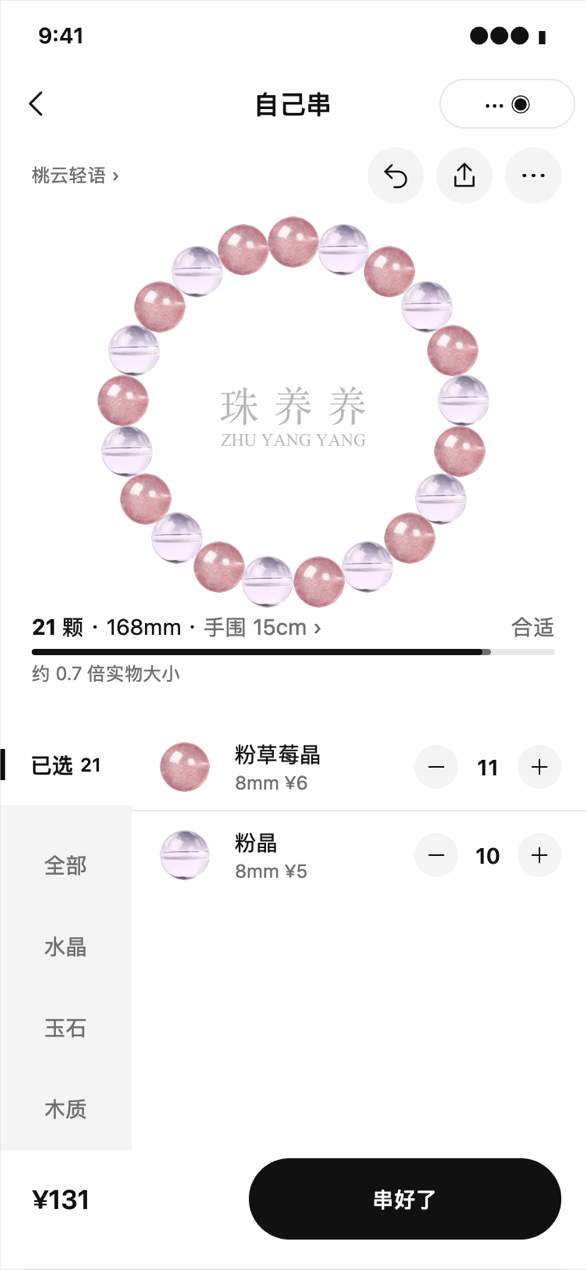 9:41
自己串
桃云轻语 ›
珠养养
ZHU YANG YANG
21 颗 · 168mm · 手围 15cm › 合适
约 0.7 倍实物大小
已选 21
粉草莓晶
8mm ¥6
11
全部
粉晶
8mm ¥5
10
水晶
玉石
木质
¥131
串好了